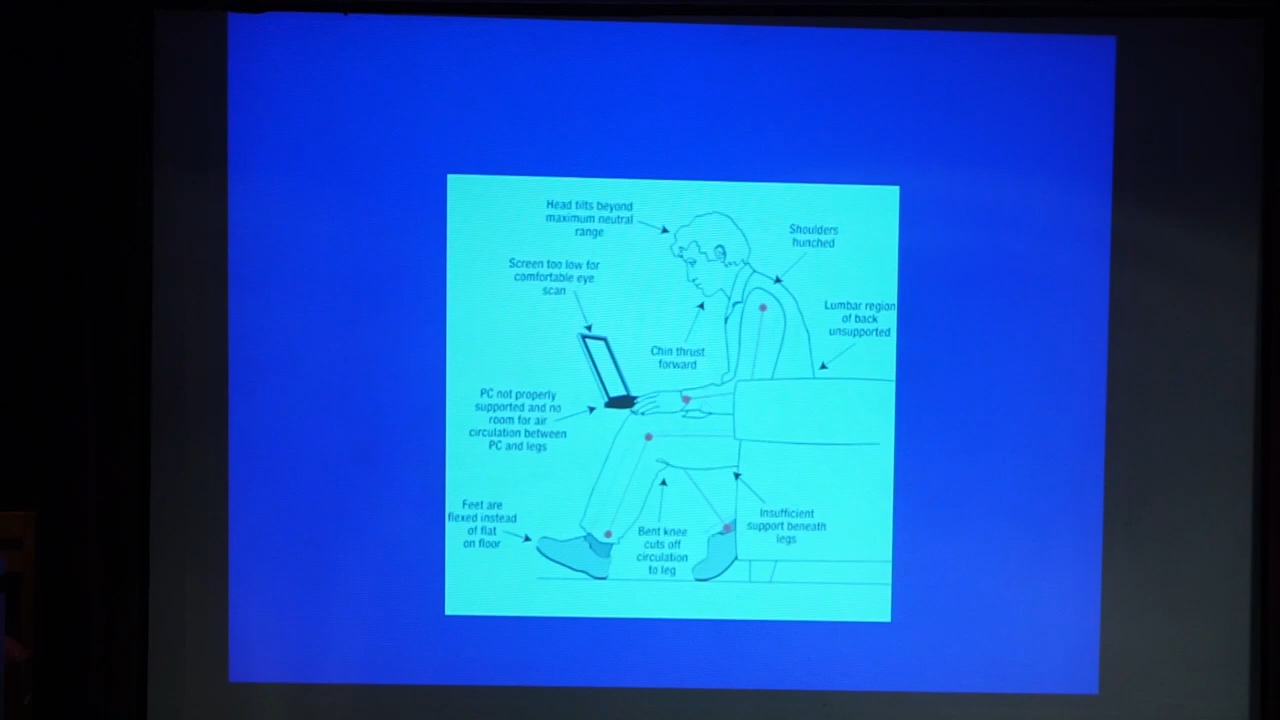 Head tilts beyond
maximum neutral
range
Shoulders
hunched
Screen too low for
comfortable eye
scan
Lumbar region
of back
unsupported
Chin thrust
forward
PC not properly
supported and no
room for air
circulation between
PC and legs
Feet are
flexed instead
of flat
on floor
Bent knee
cuts off
circulation
to leg
Insufficient
support beneath
legs